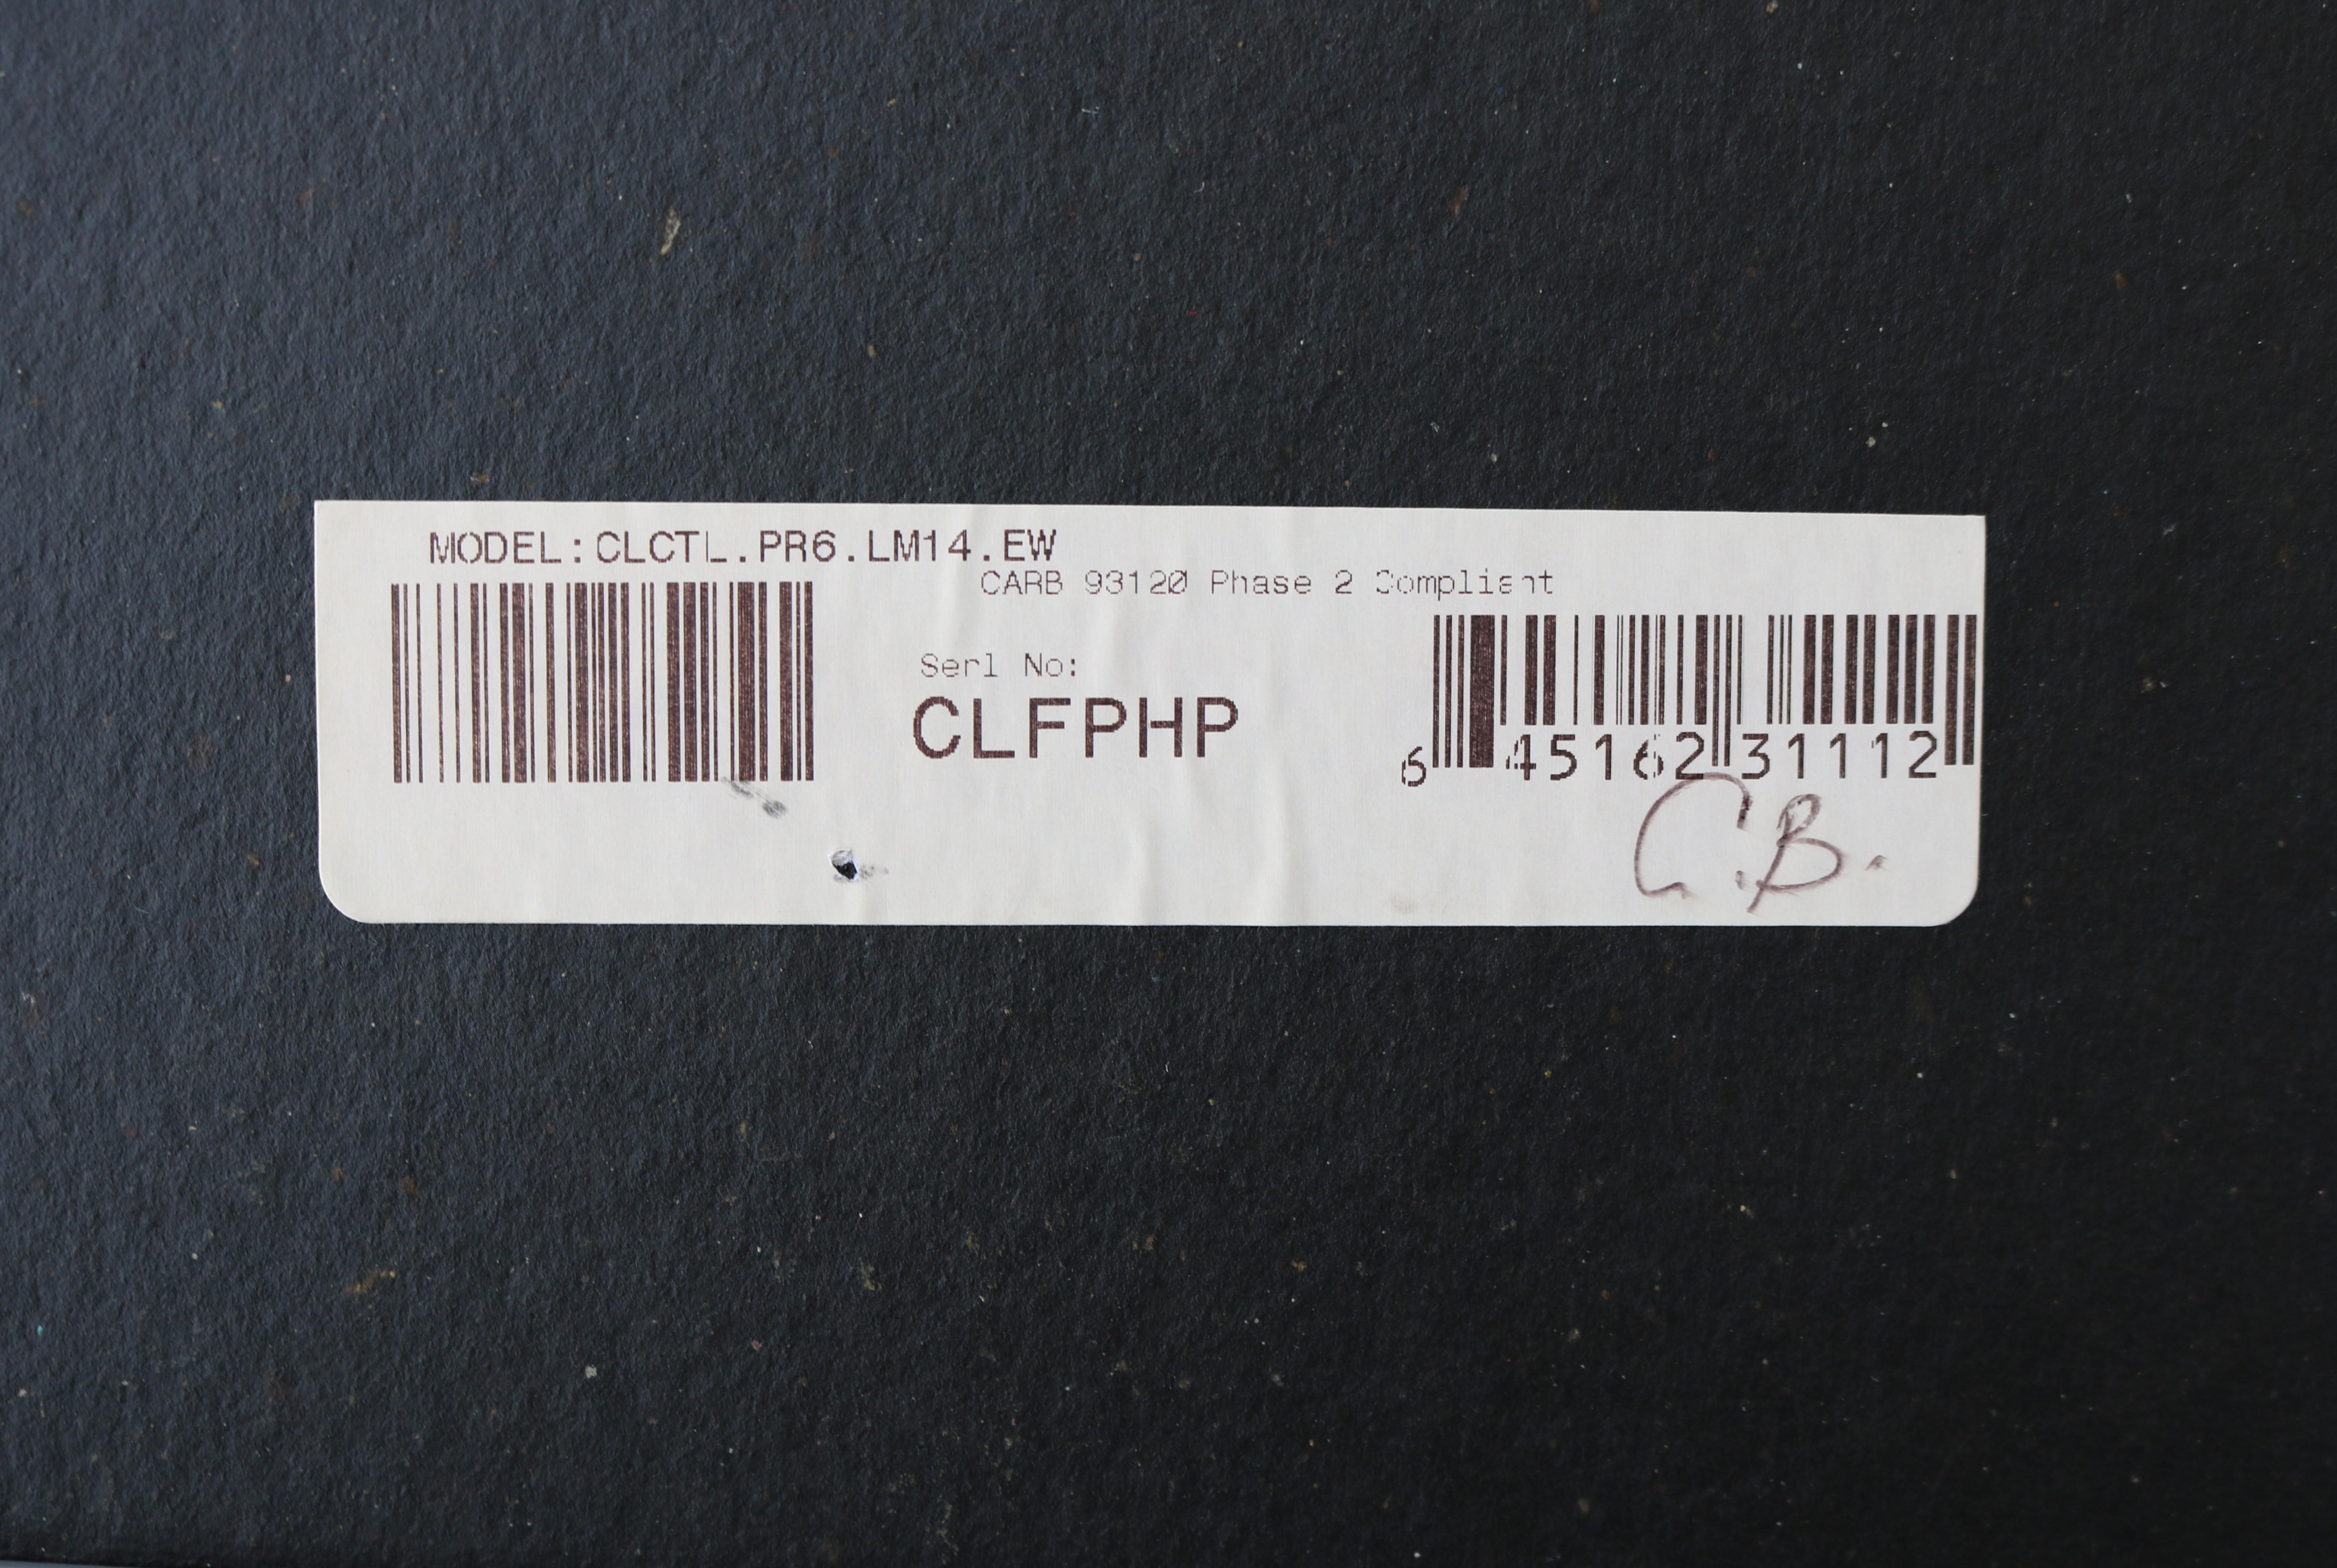 MODEL:CLCTL.PR6.LM14.EW
CARB 93120 Phase 2 Compliant
Serl No:
CLFPHP
6 45162 31112
C.B.